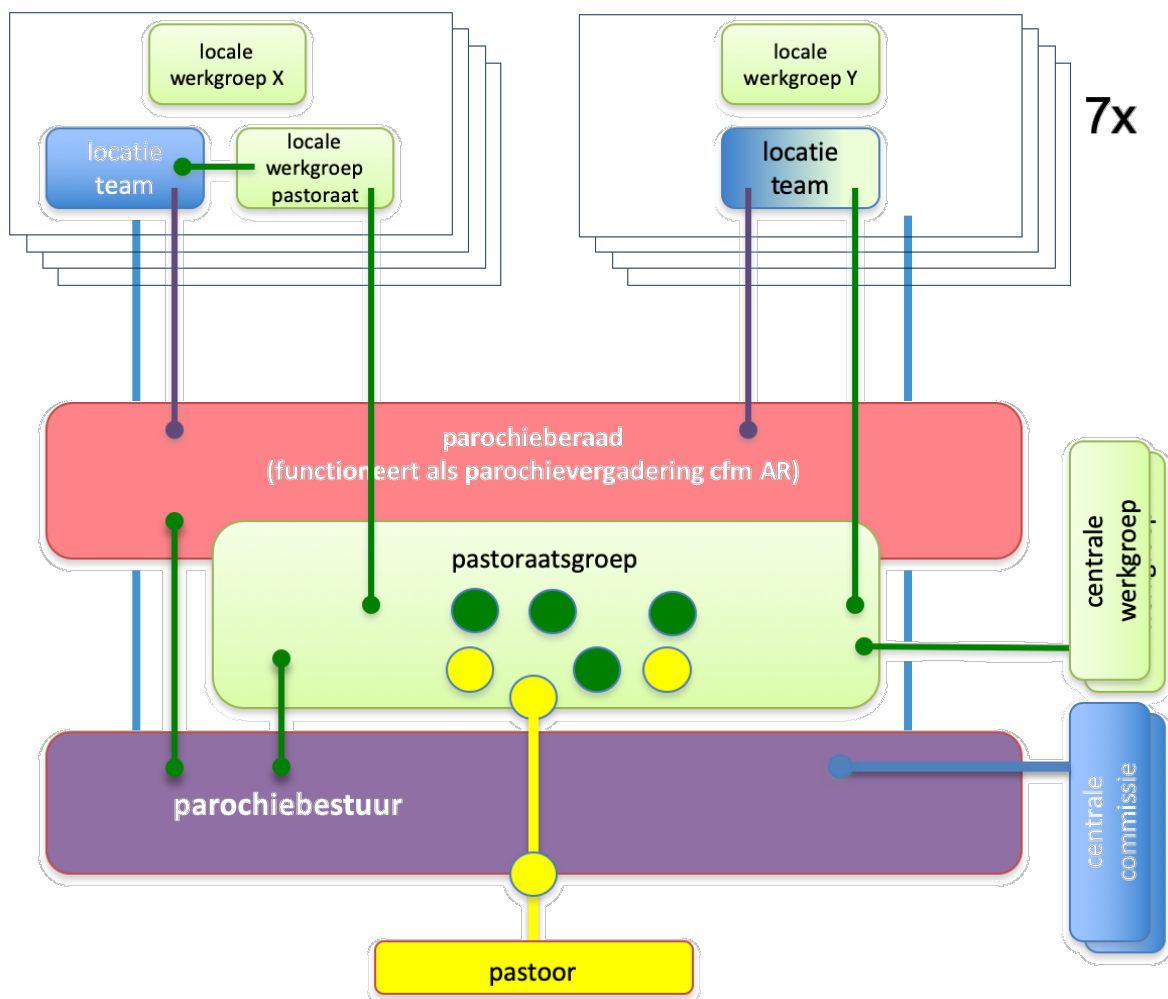 locale
werkgroep X
locale
werkgroep Y
7x
locatie
team
locale
werkgroep
pastoraat
locatie
team
parochieberaad
(functioneert als parochievergadering cfm AR)
pastoraatsgroep
centrale
werkgroep
parochiebestuur
centrale
commissie
pastoor